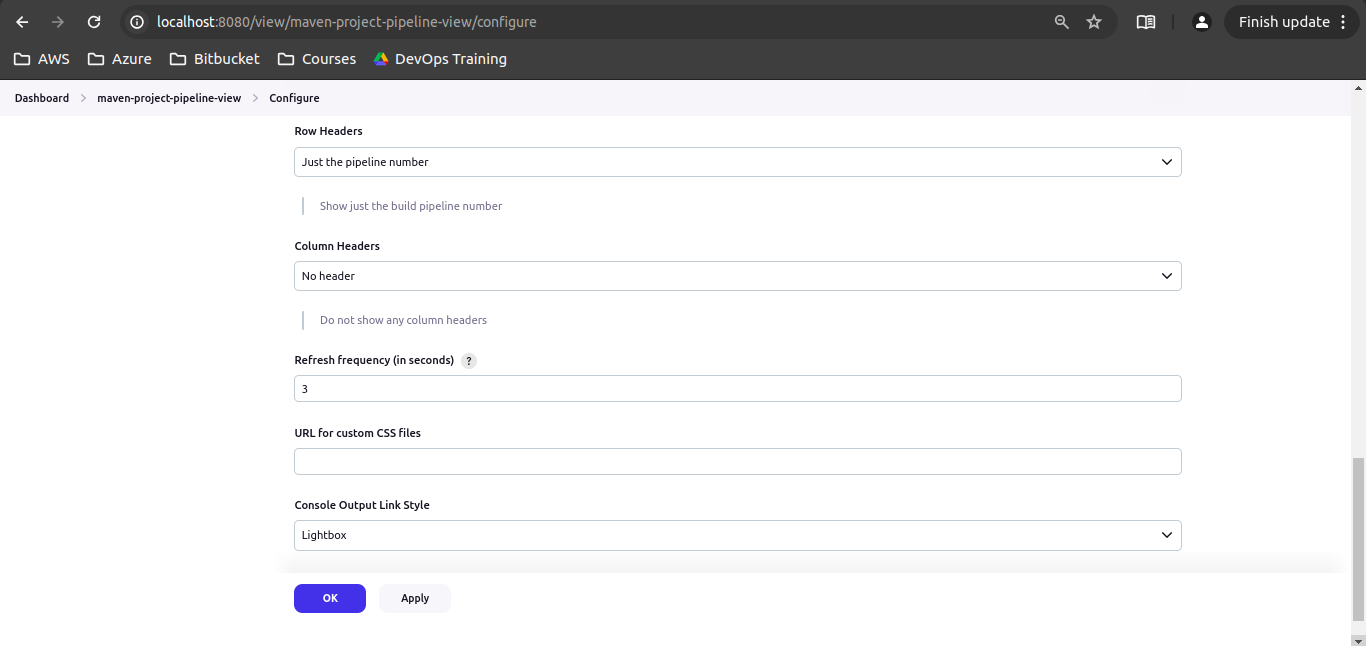 localhost:8080/view/maven-project-pipeline-view/configure
Finish update
AWS Azure Bitbucket Courses DevOps Training
Dashboard maven-project-pipeline-view Configure
Row Headers
Just the pipeline number
Show just the build pipeline number
Column Headers
No header
Do not show any column headers
Refresh frequency (in seconds) ?
3
URL for custom CSS files
Console Output Link Style
Lightbox
OK Apply